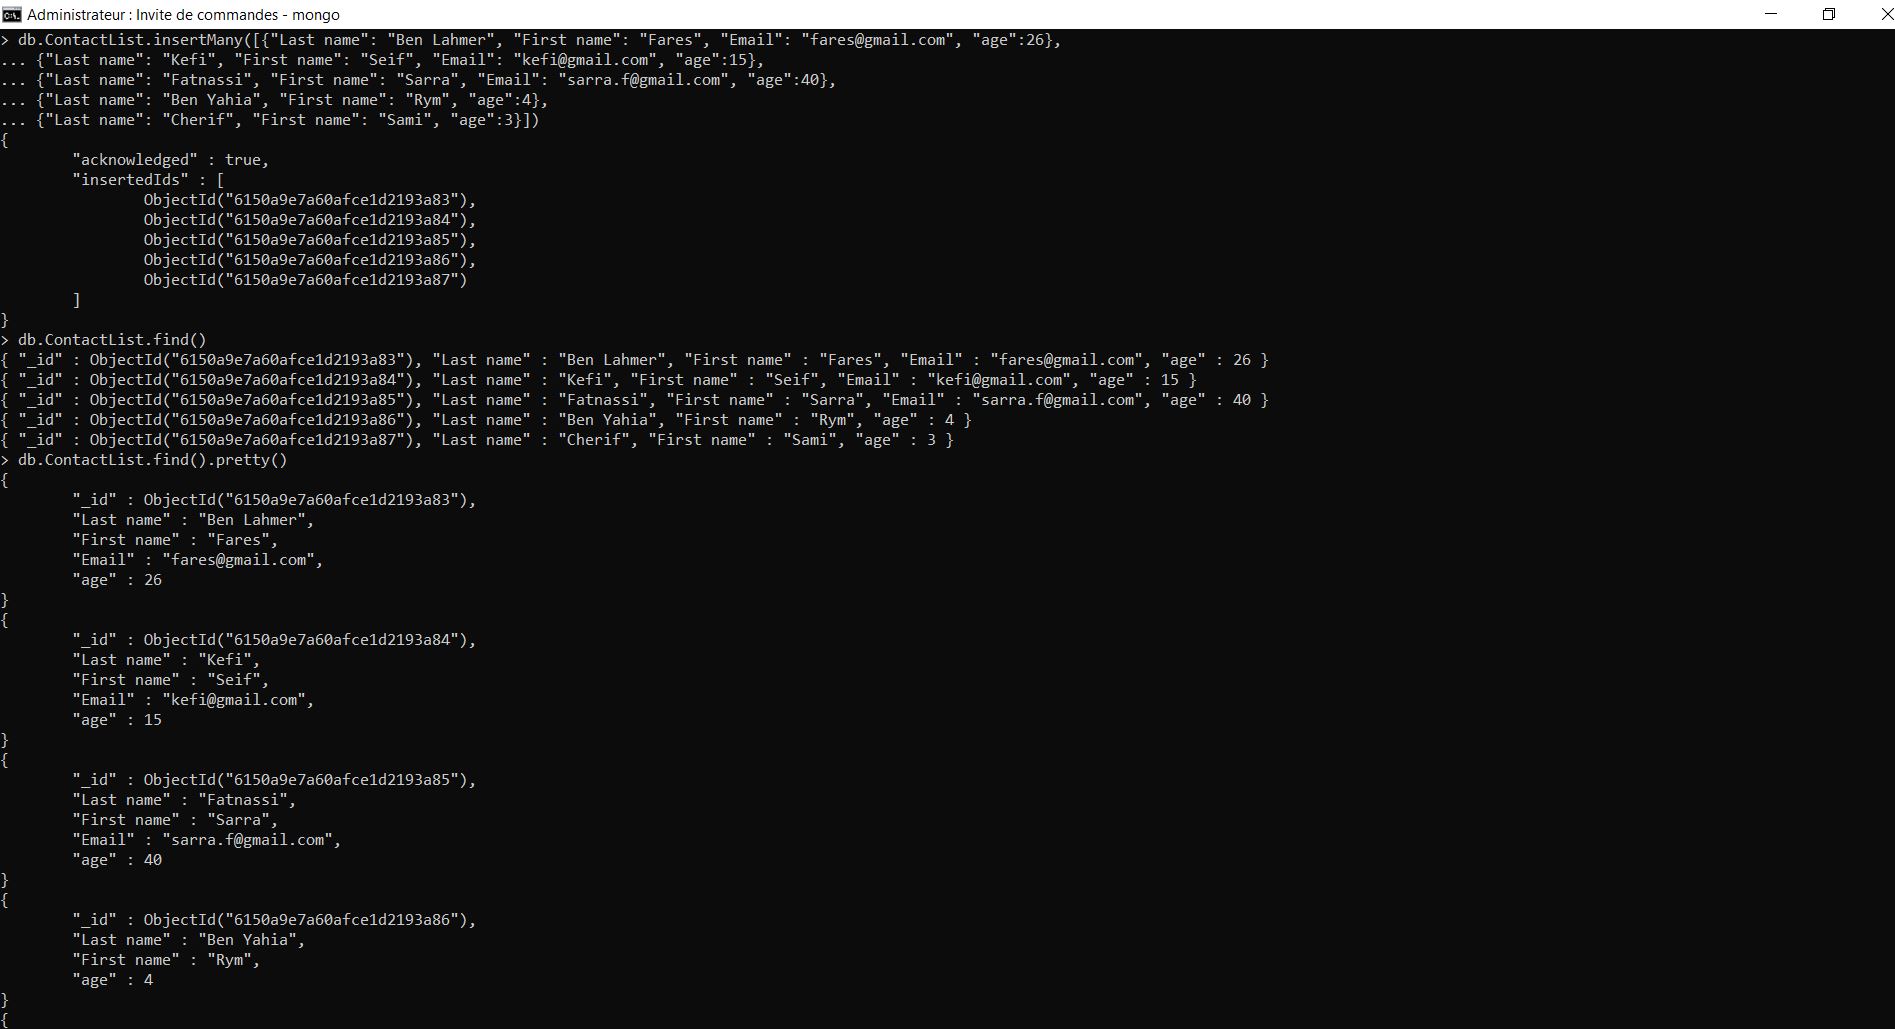 Administrateur : Invite de commandes - mongo
> db.ContactList.insertMany([{"Last name": "Ben Lahmer", "First name": "Fares", "Email": "fares@gmail.com", "age":26},
... {"Last name": "Kefi", "First name": "Seif", "Email": "kefi@gmail.com", "age":15},
... {"Last name": "Fatnassi", "First name": "Sarra", "Email": "sarra.f@gmail.com", "age":40},
... {"Last name": "Ben Yahia", "First name": "Rym", "age":4},
... {"Last name": "Cherif", "First name": "Sami", "age":3}])
{
        "acknowledged" : true,
        "insertedIds" : [
                ObjectId("6150a9e7a60afce1d2193a83"),
                ObjectId("6150a9e7a60afce1d2193a84"),
                ObjectId("6150a9e7a60afce1d2193a85"),
                ObjectId("6150a9e7a60afce1d2193a86"),
                ObjectId("6150a9e7a60afce1d2193a87")
        ]
}
> db.ContactList.find()
{ "_id" : ObjectId("6150a9e7a60afce1d2193a83"), "Last name" : "Ben Lahmer", "First name" : "Fares", "Email" : "fares@gmail.com", "age" : 26 }
{ "_id" : ObjectId("6150a9e7a60afce1d2193a84"), "Last name" : "Kefi", "First name" : "Seif", "Email" : "kefi@gmail.com", "age" : 15 }
{ "_id" : ObjectId("6150a9e7a60afce1d2193a85"), "Last name" : "Fatnassi", "First name" : "Sarra", "Email" : "sarra.f@gmail.com", "age" : 40 }
{ "_id" : ObjectId("6150a9e7a60afce1d2193a86"), "Last name" : "Ben Yahia", "First name" : "Rym", "age" : 4 }
{ "_id" : ObjectId("6150a9e7a60afce1d2193a87"), "Last name" : "Cherif", "First name" : "Sami", "age" : 3 }
> db.ContactList.find().pretty()
{
        "_id" : ObjectId("6150a9e7a60afce1d2193a83"),
        "Last name" : "Ben Lahmer",
        "First name" : "Fares",
        "Email" : "fares@gmail.com",
        "age" : 26
}
{
        "_id" : ObjectId("6150a9e7a60afce1d2193a84"),
        "Last name" : "Kefi",
        "First name" : "Seif",
        "Email" : "kefi@gmail.com",
        "age" : 15
}
{
        "_id" : ObjectId("6150a9e7a60afce1d2193a85"),
        "Last name" : "Fatnassi",
        "First name" : "Sarra",
        "Email" : "sarra.f@gmail.com",
        "age" : 40
}
{
        "_id" : ObjectId("6150a9e7a60afce1d2193a86"),
        "Last name" : "Ben Yahia",
        "First name" : "Rym",
        "age" : 4
}
{